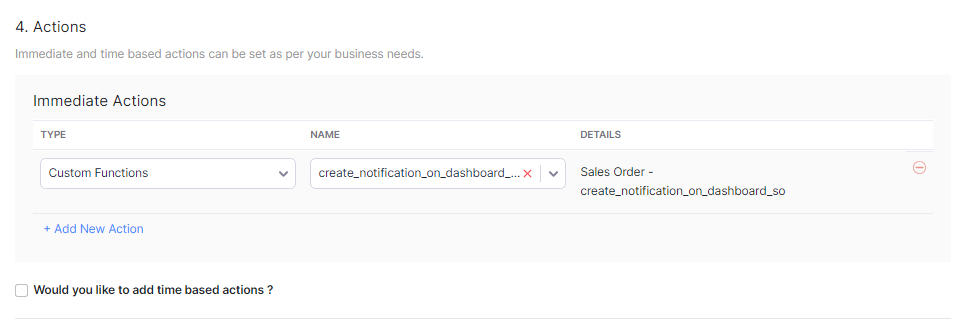 4. Actions
Immediate and time based actions can be set as per your business needs.
Immediate Actions
TYPE NAME DETAILS
Custom Functions create_notification_on_dashboard_... Sales Order -
create_notification_on_dashboard_so
+ Add New Action
Would you like to add time based actions ?